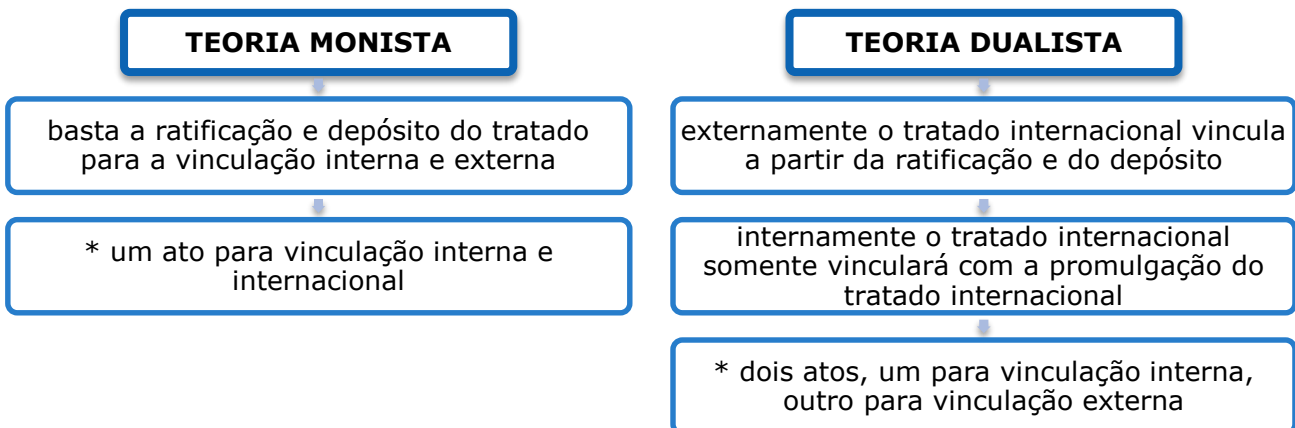 TEORIA MONISTA
basta a ratificação e depósito do tratado
para a vinculação interna e externa
* um ato para vinculação interna e
internacional
TEORIA DUALISTA
externamente o tratado internacional vincula
a partir da ratificação e do depósito
internamente o tratado internacional
somente vinculará com a promulgação do
tratado internacional
* dois atos, um para vinculação interna,
outro para vinculação externa